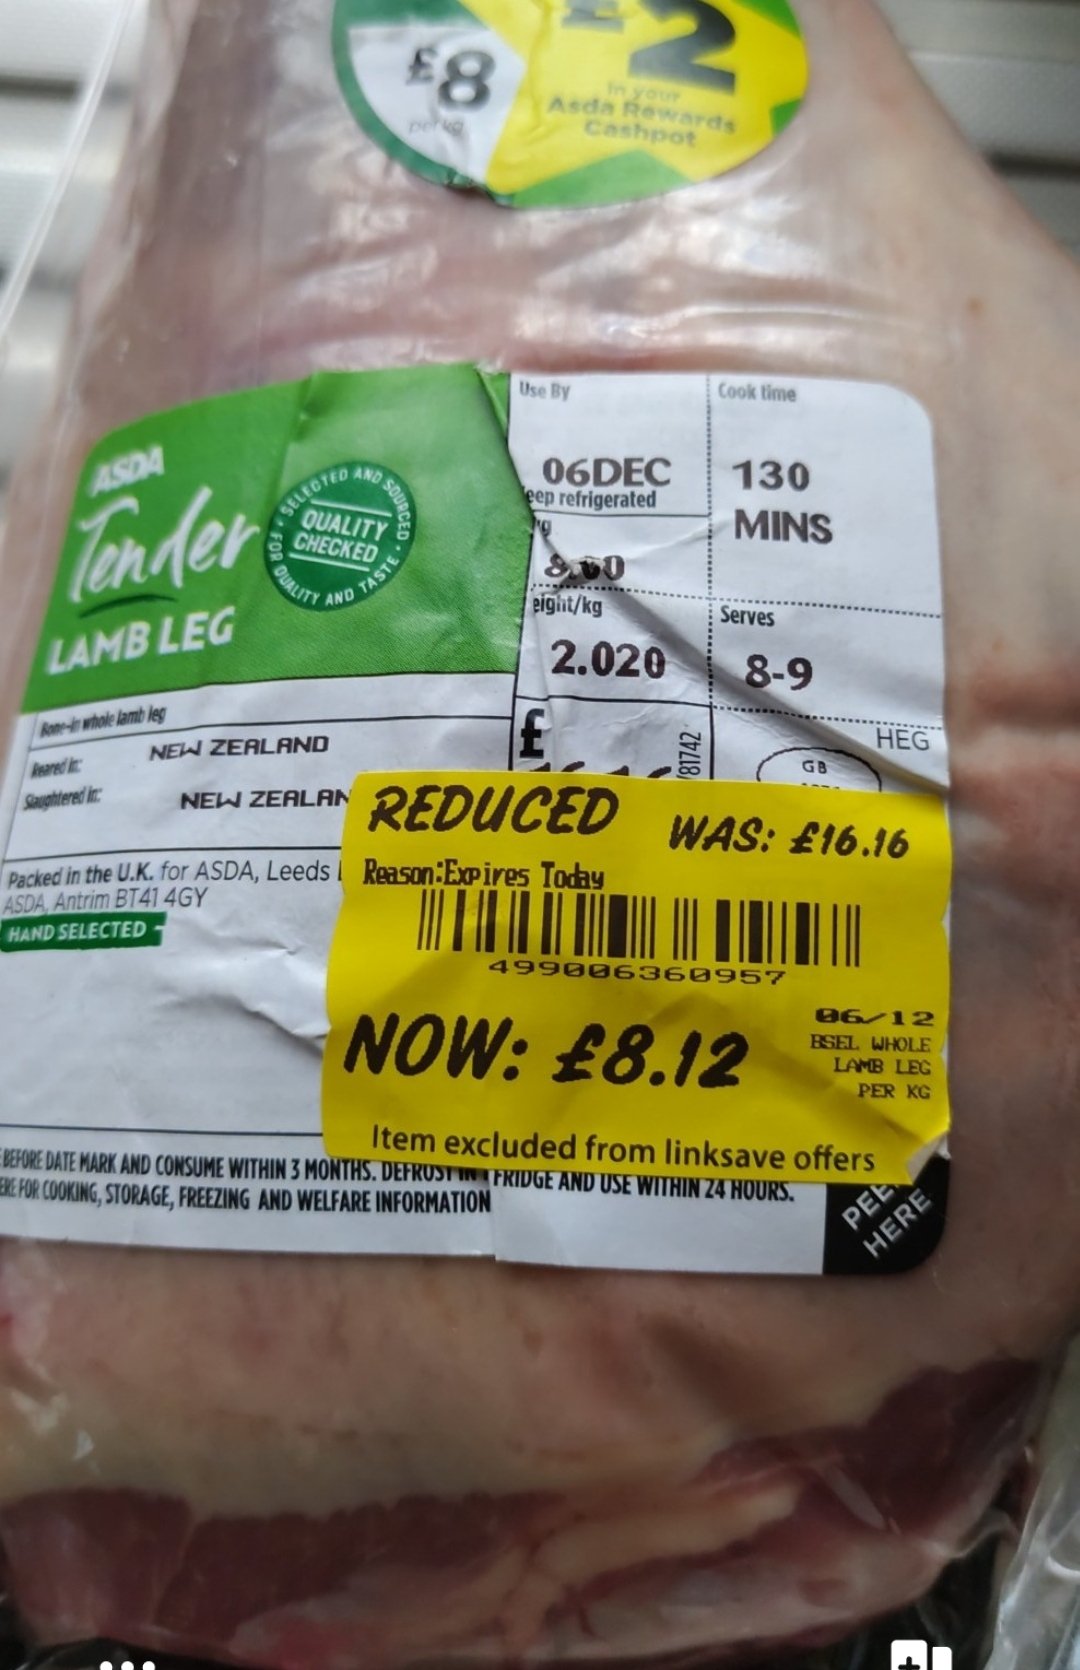 £2
£8
per kg
In your
Asda Rewards
Cashpot
ASDA
Tender
LAMB LEG
SELECTED AND SOURCED • FOR QUALITY AND TASTE •
QUALITY
CHECKED
Use By
06DEC
eep refrigerated
8.00
eight/kg
2.020
£
81742
Cook time
130
MINS
Serves
8-9
HEG
GB
Bone-in whole lamb leg
Reared in: NEW ZEALAND
Slaughtered in: NEW ZEALAN
Packed in the U.K. for ASDA, Leeds
ASDA, Antrim BT41 4GY
HAND SELECTED
REDUCED WAS: £16.16
Reason:Expires Today
499006360957
NOW: £8.12
06/12
BSEL WHOLE
LAMB LEG
PER KG
Item excluded from linksave offers
BEFORE DATE MARK AND CONSUME WITHIN 3 MONTHS. DEFROST IN FRIDGE AND USE WITHIN 24 HOURS.
ERE FOR COOKING, STORAGE, FREEZING AND WELFARE INFORMATION
PEEL
HERE